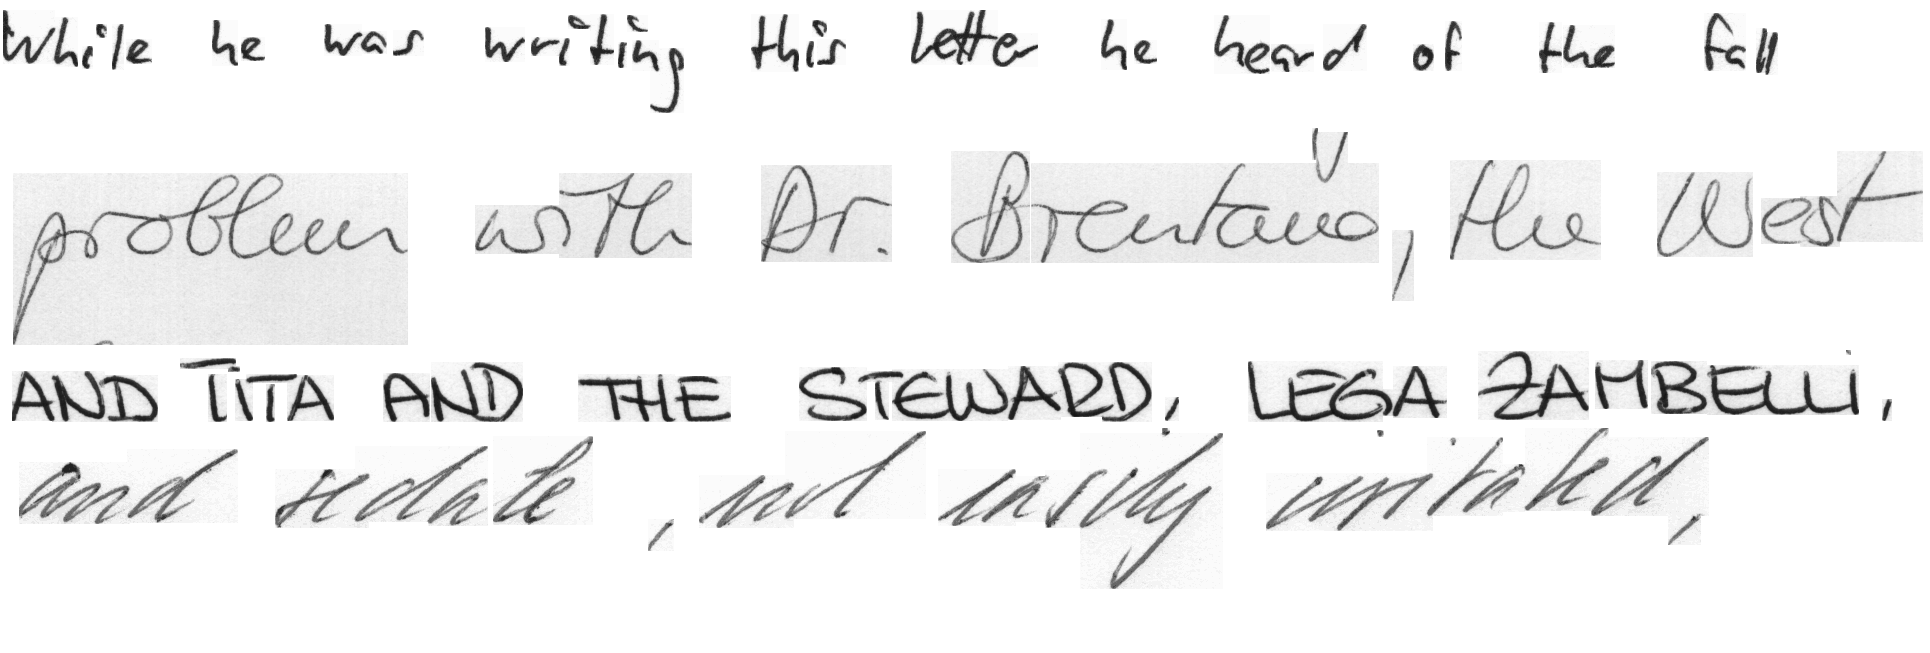 While he was writing this letter he heard of the fall
problem with Dr. Brentano, the West
AND TITA AND THE STEWARD, LEGA ZAMBELLI,
and sedate, not easily irritated,